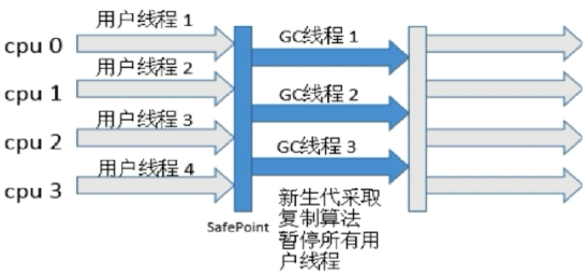 用户线程 1
cpu 0
GC线程 1
用户线程 2
cpu 1
GC线程 2
用户线程 3
cpu 2
GC线程 3
用户线程 4
cpu 3
SafePoint
新生代采取
复制算法
暂停所有用
户线程